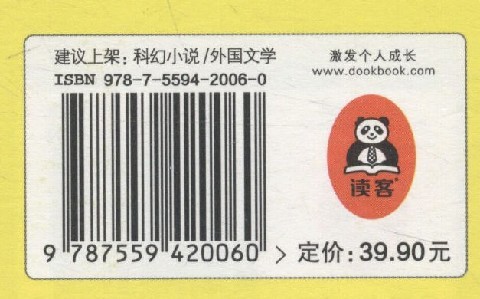 建议上架：科幻小说/外国文学
ISBN 978-7-5594-2006-0
激发个人成长
www.dookbook.com
读客®
9 787559 420060 >
定价：39.90元